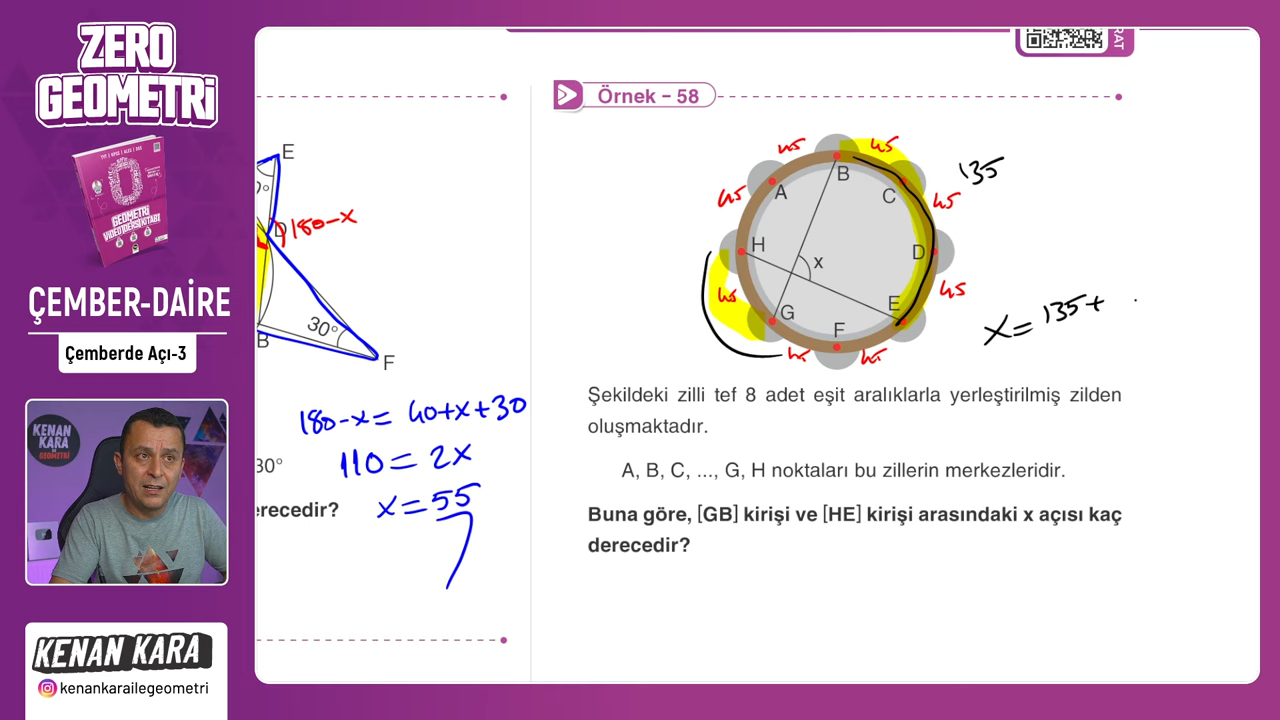 ZERO
GEOMETRİ
GEOMETRİ
VİDEO DERS KİTABI
ÇEMBER-DAİRE
Çemberde Açı-3
KENAN
KARA
GEOMETRİ
KENAN KARA
kenankarailegeometri
E
180-x
30°
B
F
180-x = 40+x+30
110 = 2x
x = 55
30°
erecedir?
RAT
Örnek – 58
45
45
B
135
A
C
45
45
H
D
x
45
45
G
E
F
45
45
x = 135+
Şekildeki zilli tef 8 adet eşit aralıklarla yerleştirilmiş zilden
oluşmaktadır.
A, B, C, ..., G, H noktaları bu zillerin merkezleridir.
Buna göre, [GB] kirişi ve [HE] kirişi arasındaki x açısı kaç
derecedir?